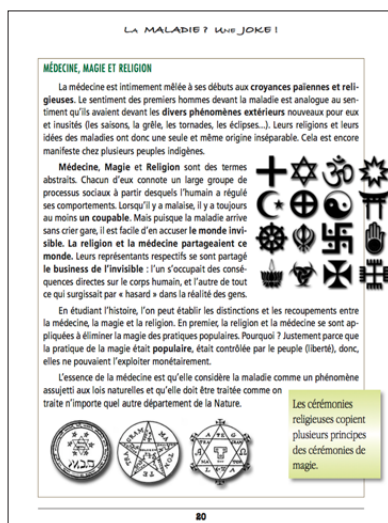 LA MALADIE ? UNE JOKE !
MÉDECINE, MAGIE ET RELIGION
La médecine est intimement mêlée à ses débuts aux croyances païennes et reli-
gieuses. Le sentiment des premiers hommes devant la maladie est analogue au sen-
timent qu'ils avaient devant les divers phénomènes extérieurs nouveaux pour eux
et inusités (les saisons, la grêle, les tornades, les éclipses...). Leurs religions et leurs
idées des maladies ont donc une seule et même origine inséparable. Cela est encore
manifeste chez plusieurs peuples indigènes.
Médecine, Magie et Religion sont des termes
abstraits. Chacun d'eux connote un large groupe de
processus sociaux à partir desquels l'humain a régulé
ses comportements. Lorsqu'il y a malaise, il y a toujours
au moins un coupable. Mais puisque la maladie arrive
sans crier gare, il est facile d'en accuser le monde invi-
sible. La religion et la médecine partageaient ce
monde. Leurs représentants respectifs se sont partagé
le business de l'invisible : l'un s'occupait des consé-
quences directes sur le corps humain, et l'autre de tout
ce qui surgissait par « hasard » dans la réalité des gens.
En étudiant l'histoire, l'on peut établir les distinctions et les recoupements entre
la médecine, la magie et la religion. En premier, la religion et la médecine se sont ap-
pliquées à éliminer la magie des pratiques populaires. Pourquoi ? Justement parce que
la pratique de la magie était populaire, était contrôlée par le peuple (liberté), donc,
elles ne pouvaient l'exploiter monétairement.
L'essence de la médecine est qu'elle considère la maladie comme un phénomène
assujetti aux lois naturelles et qu'elle doit être traitée comme on
traite n'importe quel autre département de la Nature.
Les cérémonies
religieuses copient
plusieurs principes
des cérémonies de
magie.
20